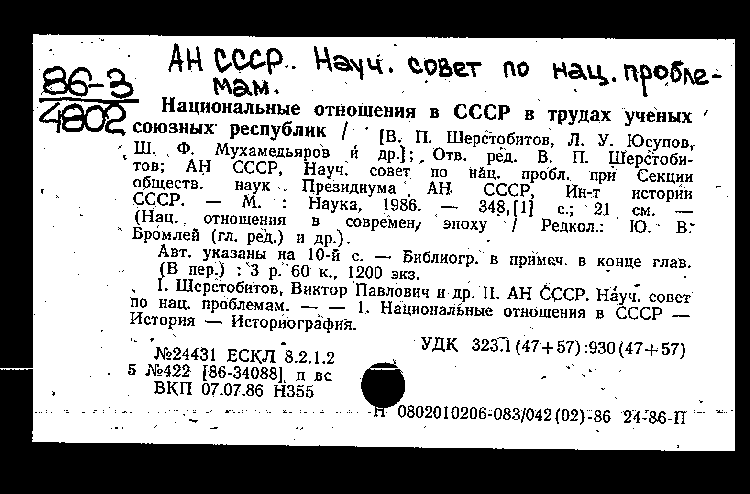 86-3
4802
АН СССР. Науч. совет по нац. пробле-
мам.
Национальные отношения в СССР в трудах ученых
союзных республик / [В. П. Шерстобитов, Л. У. Юсупов,
Ш. Ф. Мухамедьяров и др.]; Отв. ред. В. П. Шерстоби-
тов; АН СССР, Науч. совет по нац. пробл. при Секции
обществ. наук Президиума АН СССР, Ин-т истории
СССР. — М. : Наука, 1986. — 348,[1] с.; 21 см. —
(Нац. отношения в современ. эпоху / Редкол.: Ю. В.
Бромлей (гл. ред.) и др.).
Авт. указаны на 10-й с. — Библиогр. в примеч. в конце глав.
(В пер.) : 3 р. 60 к., 1200 экз.
I. Шерстобитов, Виктор Павлович и др. II. АН СССР. Науч. совет
по нац. проблемам. — — 1. Национальные отношения в СССР —
История — Историография.
УДК 323.1(47+57):930(47+57)
№24431 ЕСКЛ 8.2.1.2
5 №422 [86-34088] п вс
ВКП 07.07.86 Н355
Н 0802010206-083/042(02)-86 24-86-П